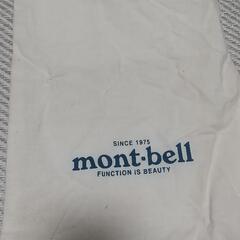 SINCE 1975
mont-bell
FUNCTION IS BEAUTY